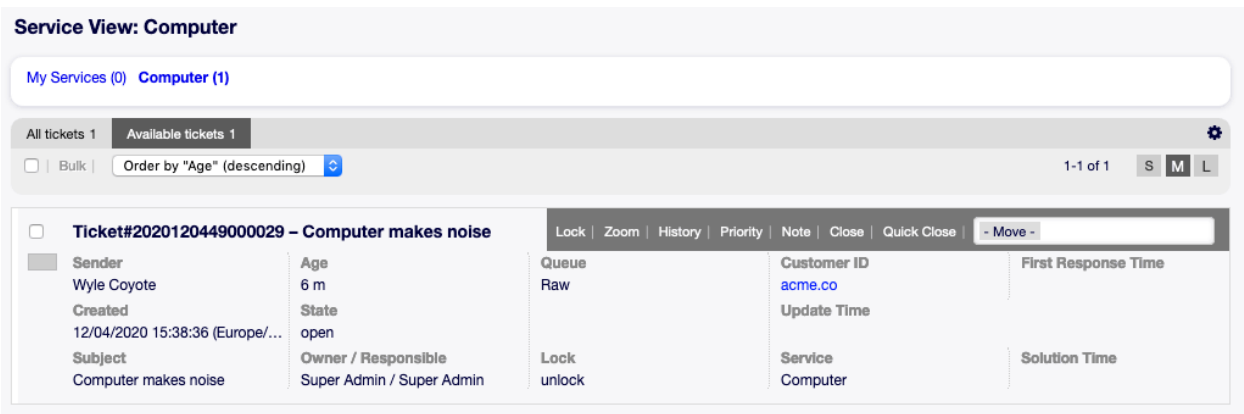 Service View: Computer
My Services (0) Computer (1)
All tickets 1 Available tickets 1
| Bulk | Order by "Age" (descending) 1-1 of 1 S M L
Ticket#2020120449000029 – Computer makes noise Lock | Zoom | History | Priority | Note | Close | Quick Close | - Move -
Sender Age Queue Customer ID First Response Time
Wyle Coyote 6 m Raw acme.co
Created State Update Time
12/04/2020 15:38:36 (Europe/... open
Subject Owner / Responsible Lock Service Solution Time
Computer makes noise Super Admin / Super Admin unlock Computer